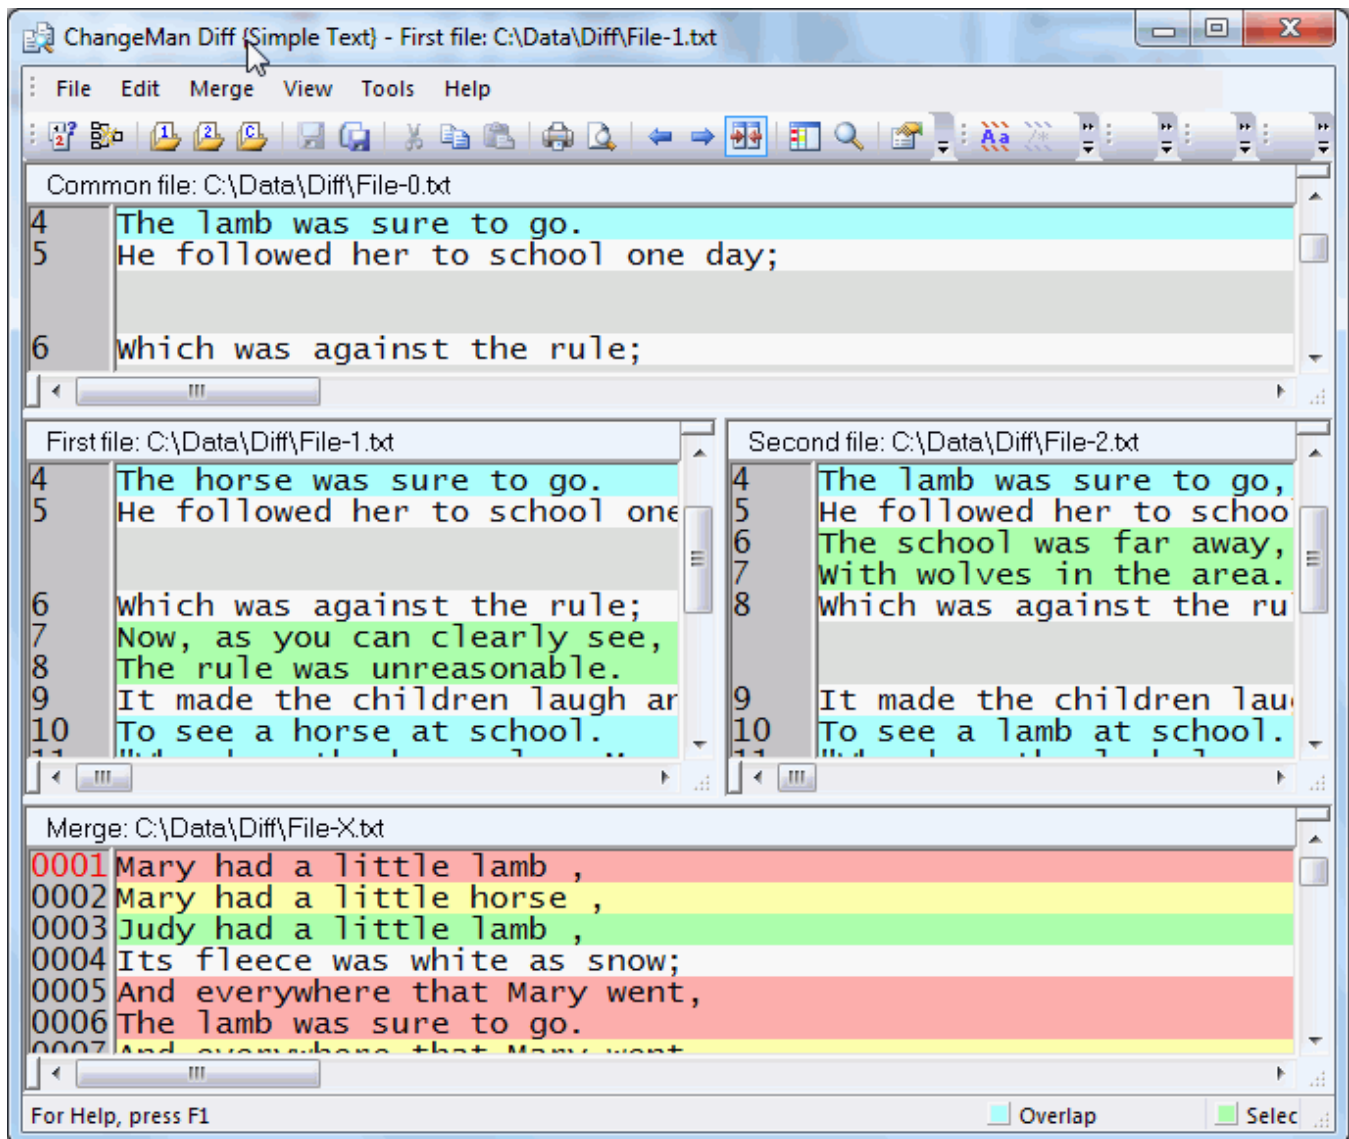 ChangeMan Diff {Simple Text} - First file: C:\Data\Diff\File-1.txt
File Edit Merge View Tools Help
Common file: C:\Data\Diff\File-0.txt
4 The lamb was sure to go.
5 He followed her to school one day;
6 Which was against the rule;
First file: C:\Data\Diff\File-1.txt
4 The horse was sure to go.
5 He followed her to school one
6 Which was against the rule;
7 Now, as you can clearly see,
8 The rule was unreasonable.
9 It made the children laugh an
10 To see a horse at school.
11
Second file: C:\Data\Diff\File-2.txt
4 The lamb was sure to go,
5 He followed her to schoo
6 The school was far away,
7 With wolves in the area.
8 Which was against the ru
9 It made the children lau
10 To see a lamb at school.
11
Merge: C:\Data\Diff\File-X.txt
0001 Mary had a little lamb ,
0002 Mary had a little horse ,
0003 Judy had a little lamb ,
0004 Its fleece was white as snow;
0005 And everywhere that Mary went,
0006 The lamb was sure to go.
0007 And everywhere that Mary went
For Help, press F1
Overlap
Selec